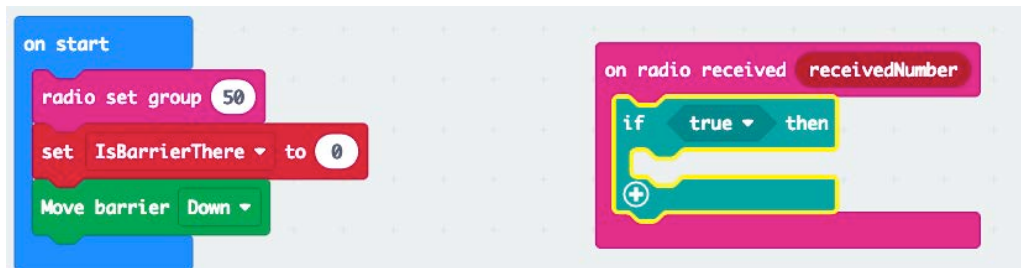 on start
radio set group 50
set IsBarrierThere to 0
Move barrier Down
on radio received receivedNumber
if true then